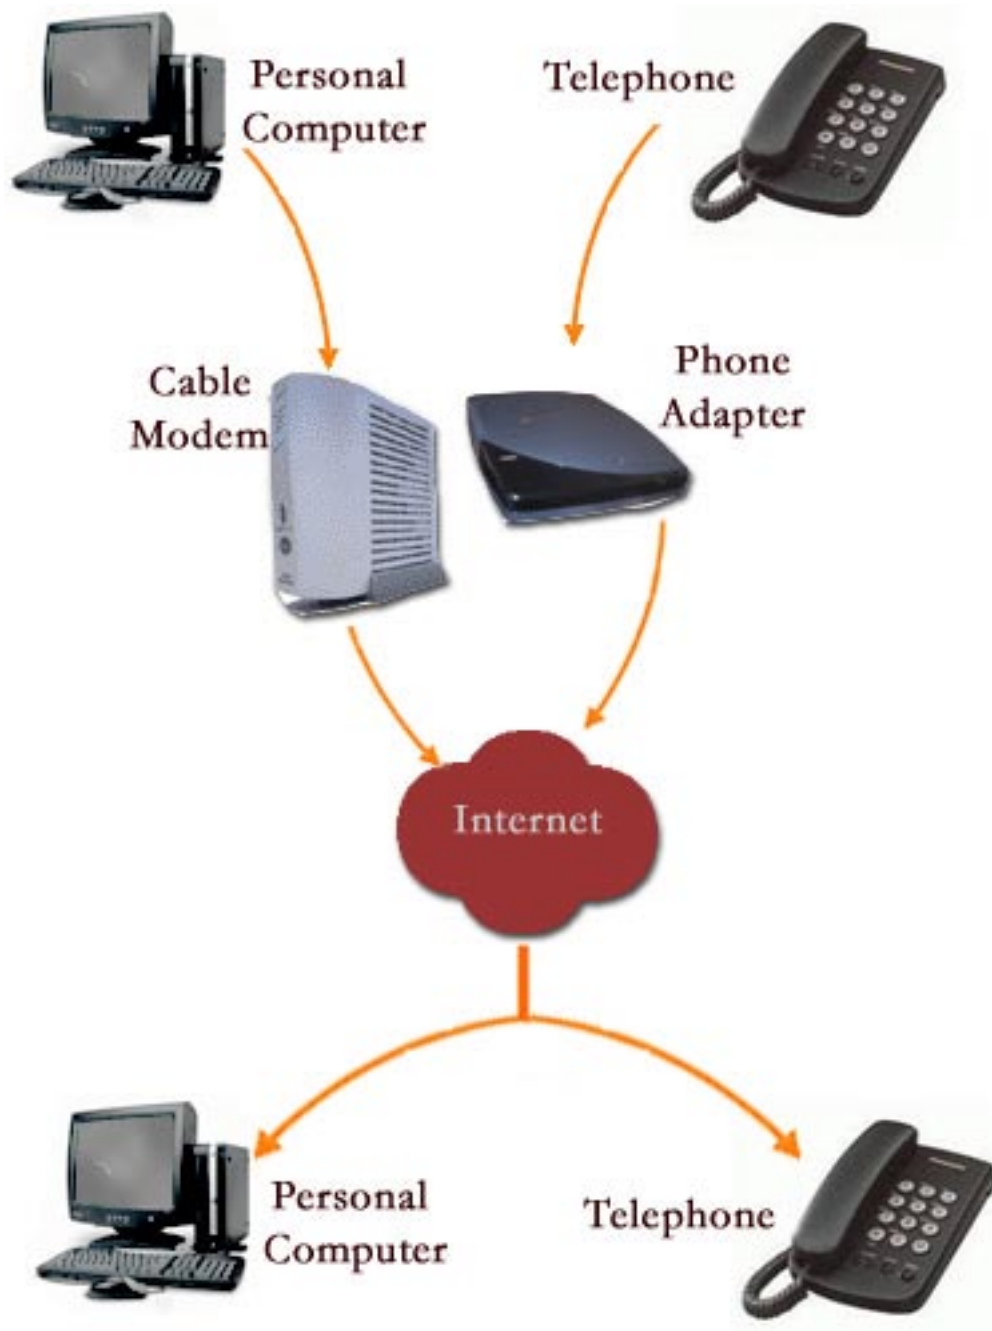 Personal
Computer
Telephone
Cable
Modem
Phone
Adapter
Internet
Personal
Computer
Telephone